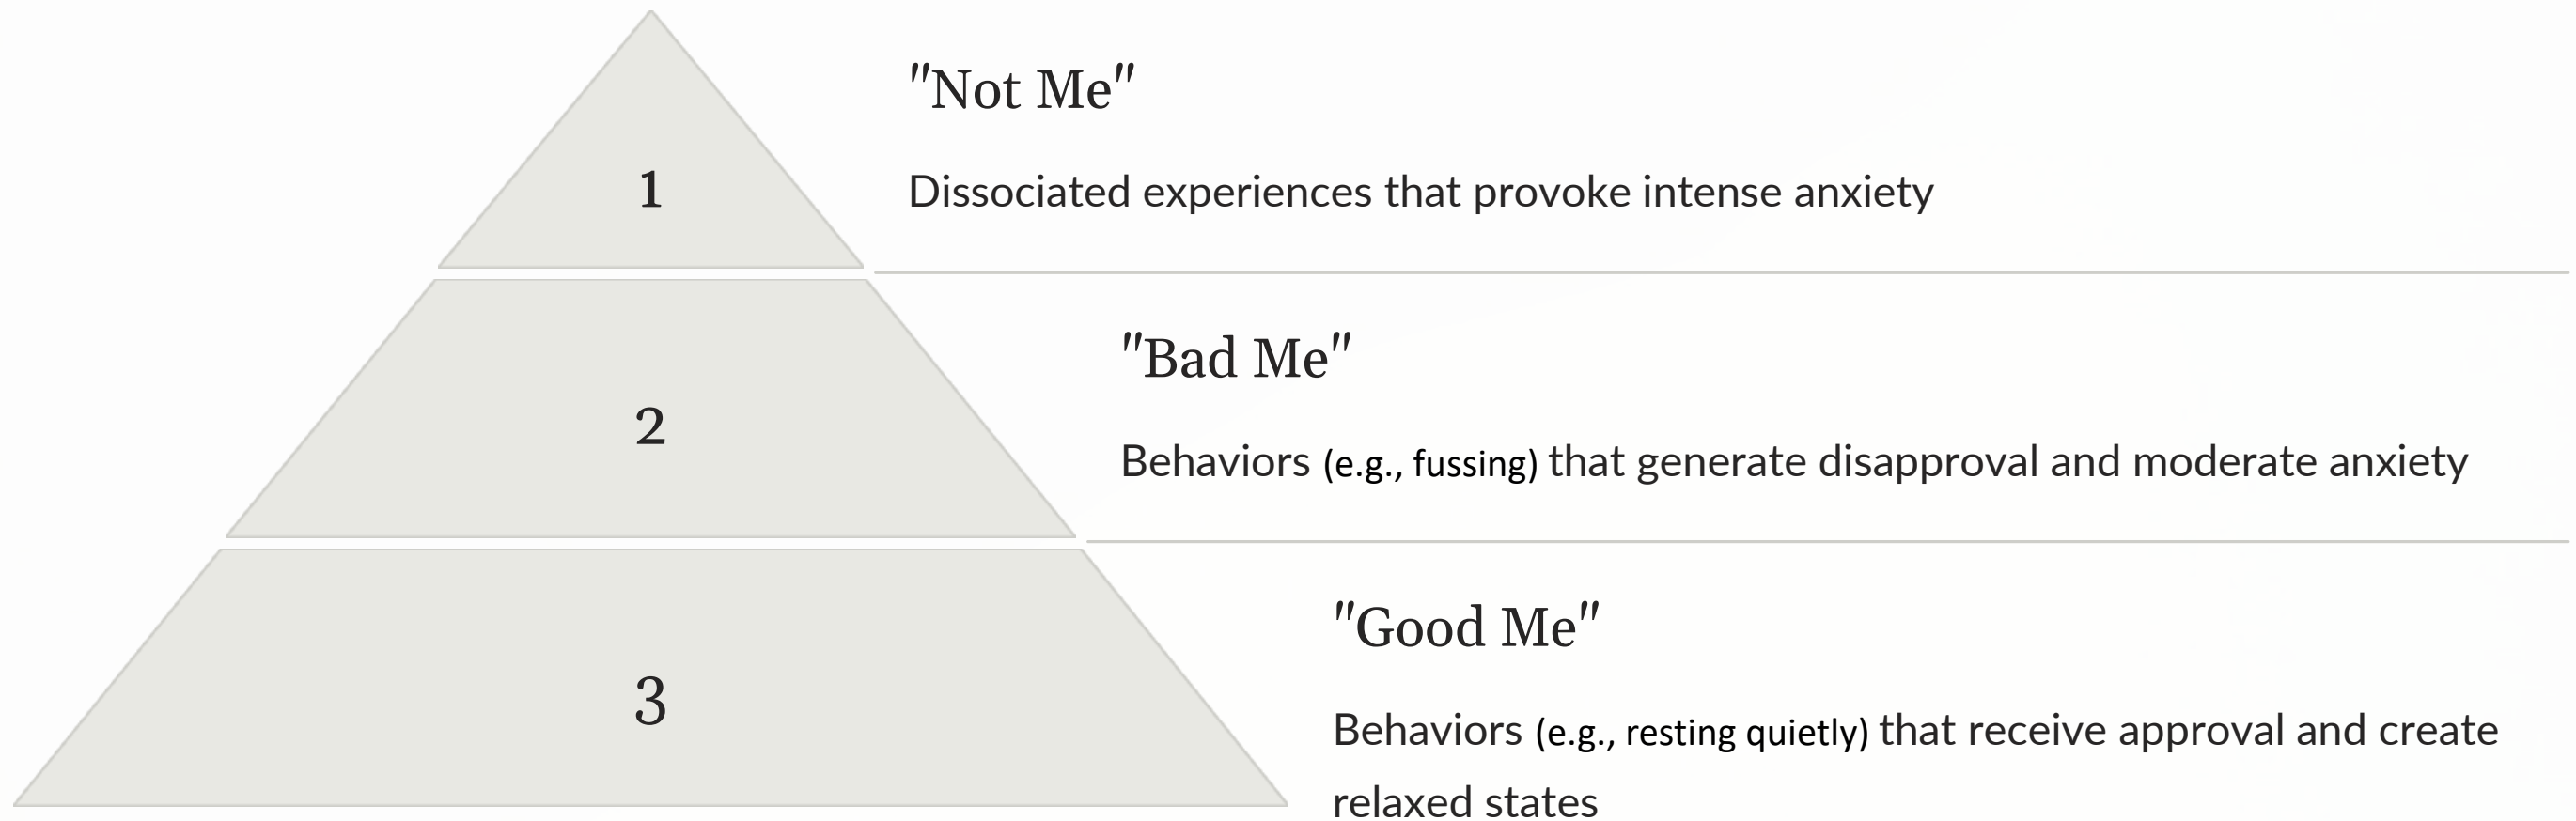 "Not Me"
1
Dissociated experiences that provoke intense anxiety
"Bad Me"
2
Behaviors (e.g., fussing) that generate disapproval and moderate anxiety
"Good Me"
3
Behaviors (e.g., resting quietly) that receive approval and create
relaxed states